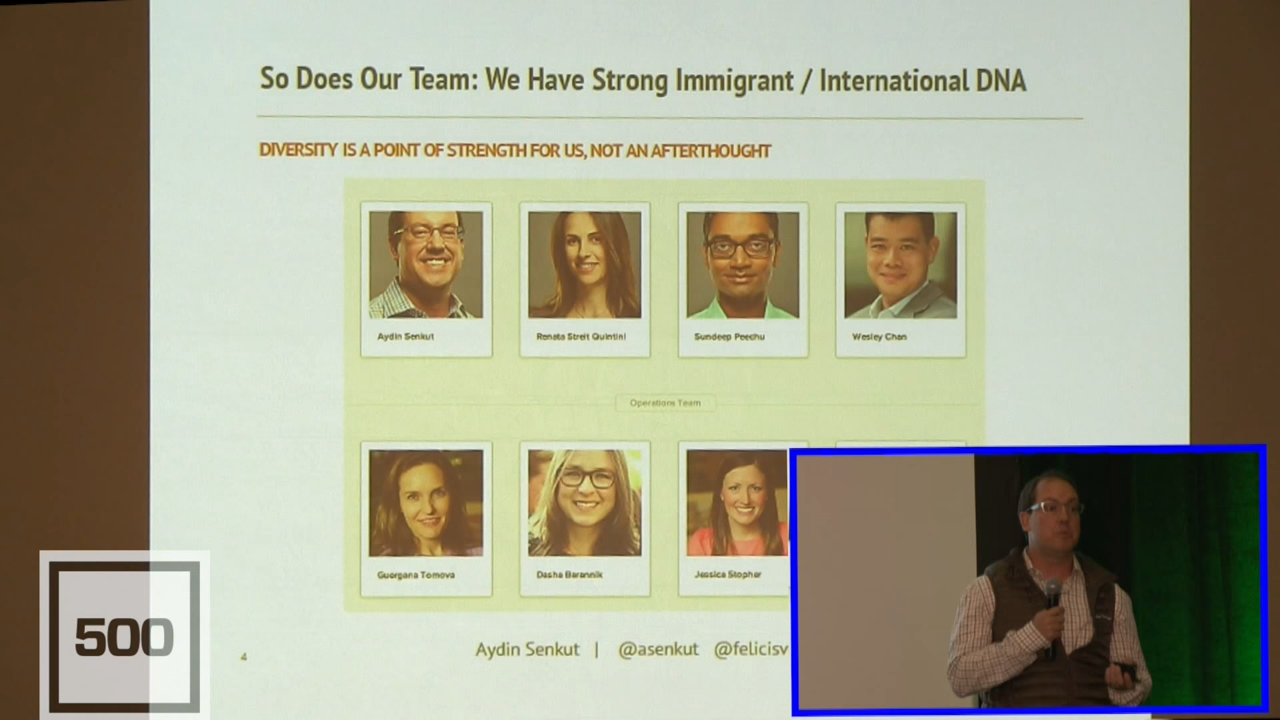 So Does Our Team: We Have Strong Immigrant / International DNA
DIVERSITY IS A POINT OF STRENGTH FOR US, NOT AN AFTERTHOUGHT
Aydin Senkut
Renata Streit Quintini
Sundeep Peechu
Wesley Chan
Operations Team
Guergana Tomova
Dasha Barannik
Jessica Stopher
500
4
Aydin Senkut | @asenkut @felicisv